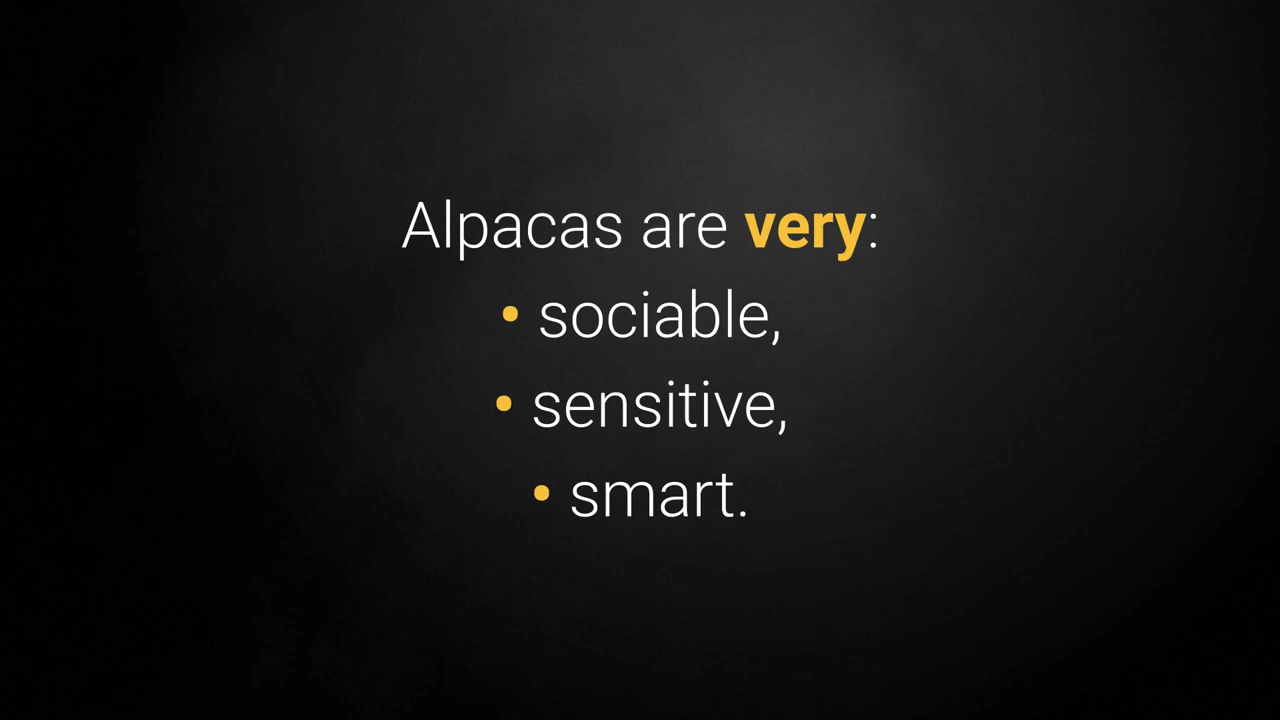 Alpacas are very:
• sociable,
• sensitive,
• smart.